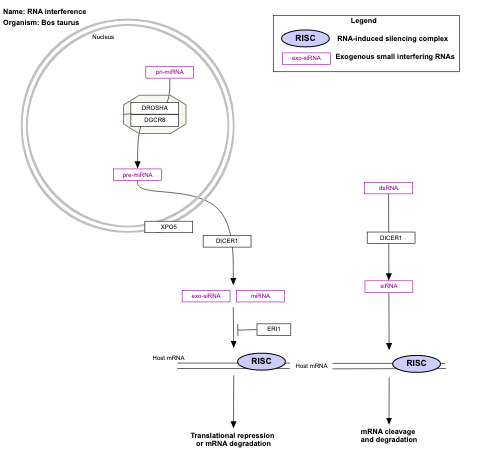 Name: RNA interference
Organism: Bos taurus
Nucleus
Legend
RISC
RNA-induced silencing complex
exo-siRNA
Exogenous small interfering RNAs
pri-miRNA
DROSHA
DGCR8
pre-miRNA
XPO5
DICER1
exo-siRNA
miRNA
ERI1
Host mRNA
RISC
Translational repression
or mRNA degradation
dsRNA
DICER1
siRNA
Host mRNA
RISC
mRNA cleavage
and degradation